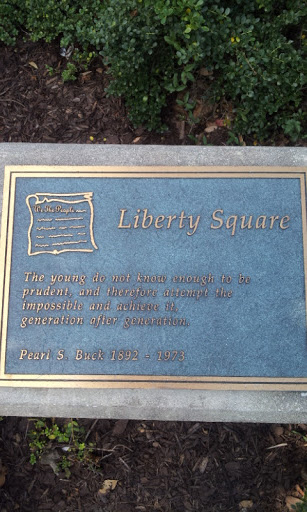 We The People
Liberty Square
The young do not know enough to be
prudent, and therefore attempt the
impossible and achieve it,
generation after generation.
Pearl S. Buck 1892 - 1973